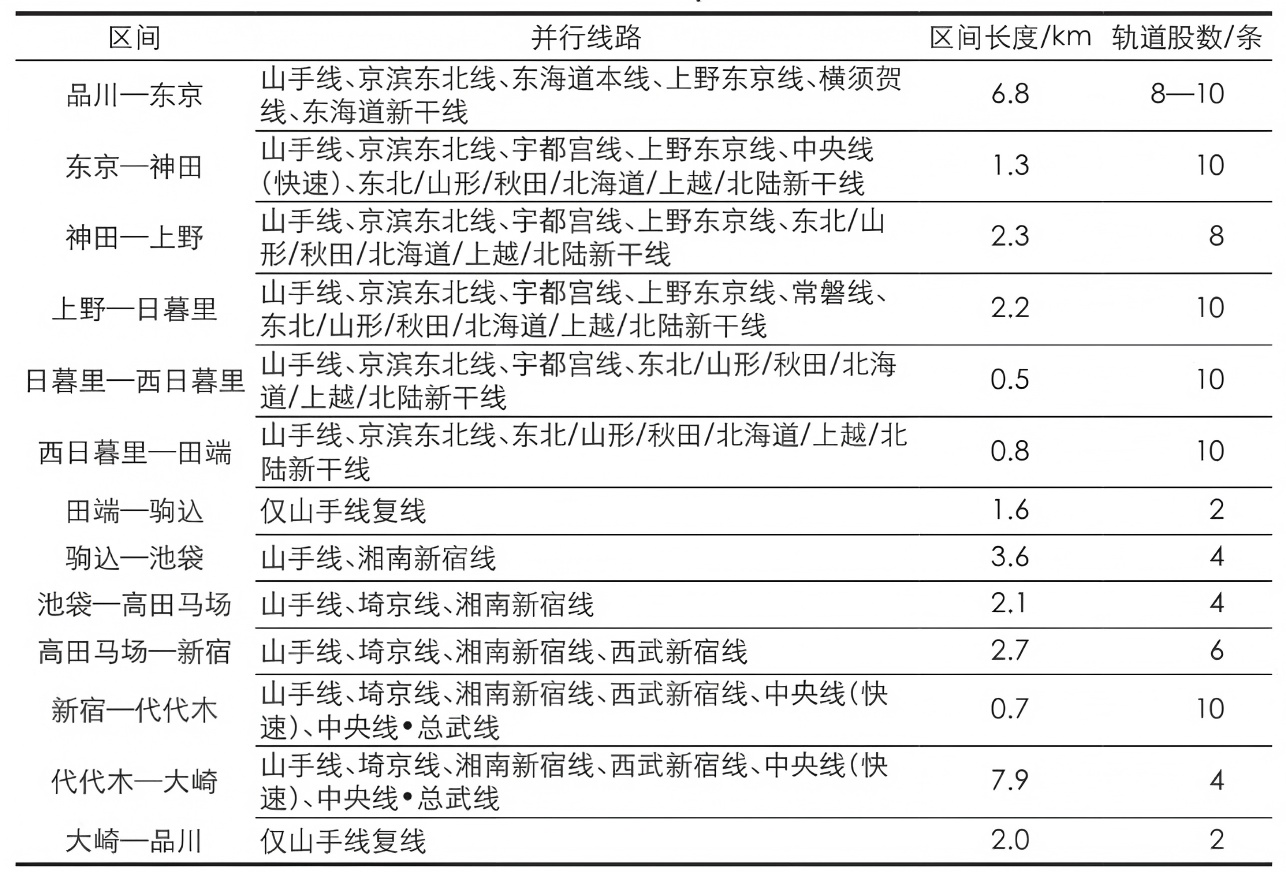 区间 并行线路 区间长度/km 轨道股数/条
品川—东京 山手线、京滨东北线、东海道本线、上野东京线、横须贺 6.8 8—10
线、东海道新干线
东京—神田 山手线、京滨东北线、宇都宫线、上野东京线、中央线 1.3 10
(快速)、东北/山形/秋田/北海道/上越/北陆新干线
神田—上野 山手线、京滨东北线、宇都宫线、上野东京线、东北/山 2.3 8
形/秋田/北海道/上越/北陆新干线
上野—日暮里 山手线、京滨东北线、宇都宫线、上野东京线、常磐线、 2.2 10
东北/山形/秋田/北海道/上越/北陆新干线
日暮里—西日暮里 山手线、京滨东北线、宇都宫线、东北/山形/秋田/北海 0.5 10
道/上越/北陆新干线
西日暮里—田端 山手线、京滨东北线、东北/山形/秋田/北海道/上越/北 0.8 10
陆新干线
田端—驹込 仅山手线复线 1.6 2
驹込—池袋 山手线、湘南新宿线 3.6 4
池袋—高田马场 山手线、埼京线、湘南新宿线 2.1 4
高田马场—新宿 山手线、埼京线、湘南新宿线、西武新宿线 2.7 6
新宿—代代木 山手线、埼京线、湘南新宿线、西武新宿线、中央线(快 0.7 10
速)、中央线•总武线
代代木—大崎 山手线、埼京线、湘南新宿线、西武新宿线、中央线(快 7.9 4
速)、中央线•总武线
大崎—品川 仅山手线复线 2.0 2